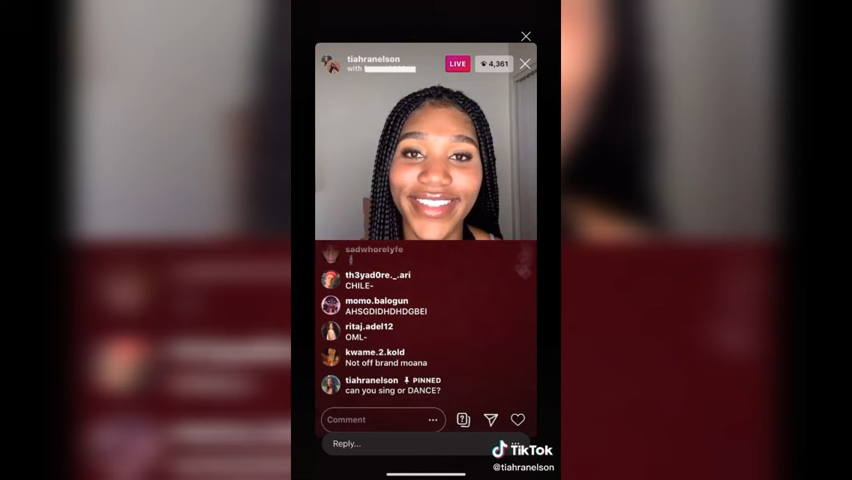 tiahranelson
with
LIVE
4,361
sadwhorelyfe
th3yad0re._.ari
CHILE-
momo.balogun
AHSGDIDHDHDGBEI
ritaj.adel12
OML-
kwame.2.kold
Not off brand moana
tiahranelson PINNED
can you sing or DANCE?
Comment
Reply...
TikTok
@tiahranelson